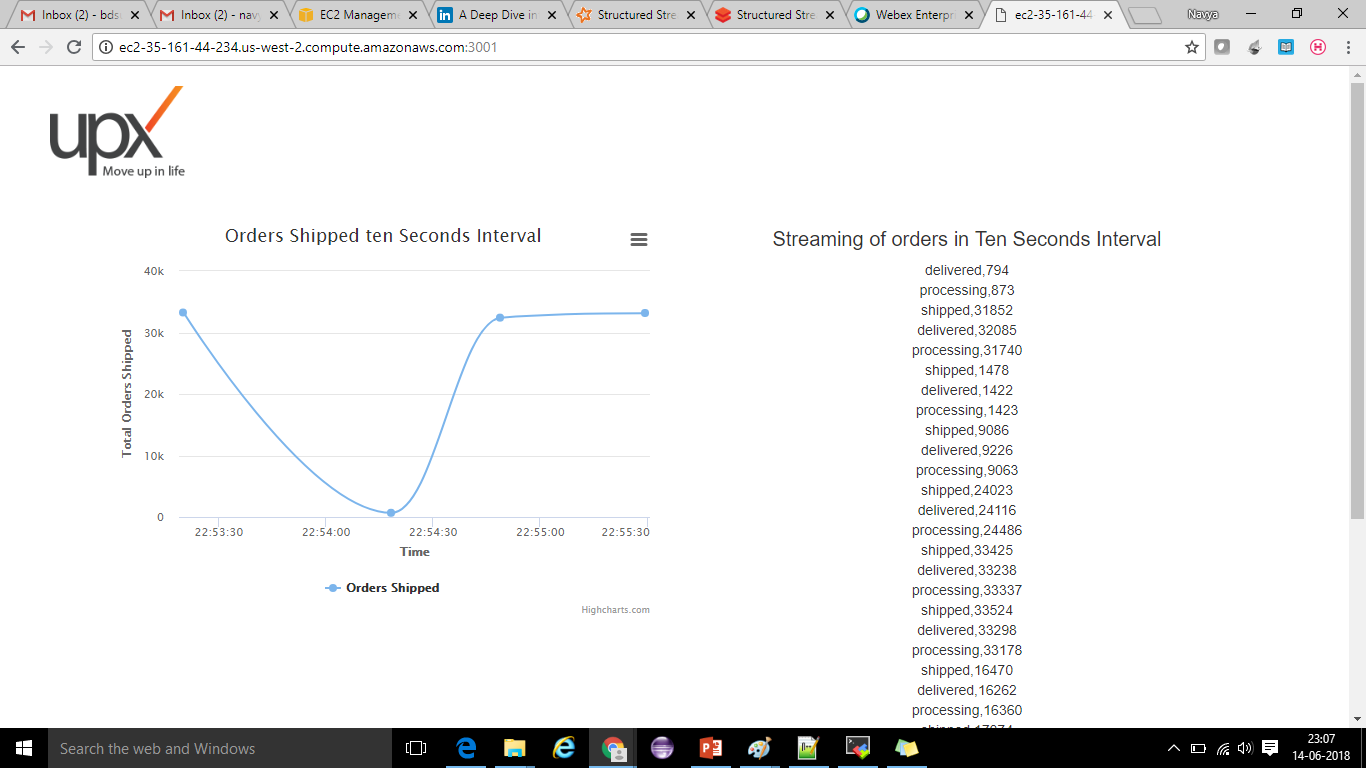 Inbox (2) - bds
Inbox (2) - nav
EC2 Manageme
A Deep Dive in
Structured Stre
Structured Stre
Webex Enterpr
ec2-35-161-44
Navya
ec2-35-161-44-234.us-west-2.compute.amazonaws.com:3001
upx
Move up in life
Orders Shipped ten Seconds Interval
40k
30k
20k
10k
0
Total Orders Shipped
22:53:30 22:54:00 22:54:30 22:55:00 22:55:30
Time
Orders Shipped
Highcharts.com
Streaming of orders in Ten Seconds Interval
delivered,794
processing,873
shipped,31852
delivered,32085
processing,31740
shipped,1478
delivered,1422
processing,1423
shipped,9086
delivered,9226
processing,9063
shipped,24023
delivered,24116
processing,24486
shipped,33425
delivered,33238
processing,33337
shipped,33524
delivered,33298
processing,33178
shipped,16470
delivered,16262
processing,16360
Search the web and Windows
23:07
14-06-2018